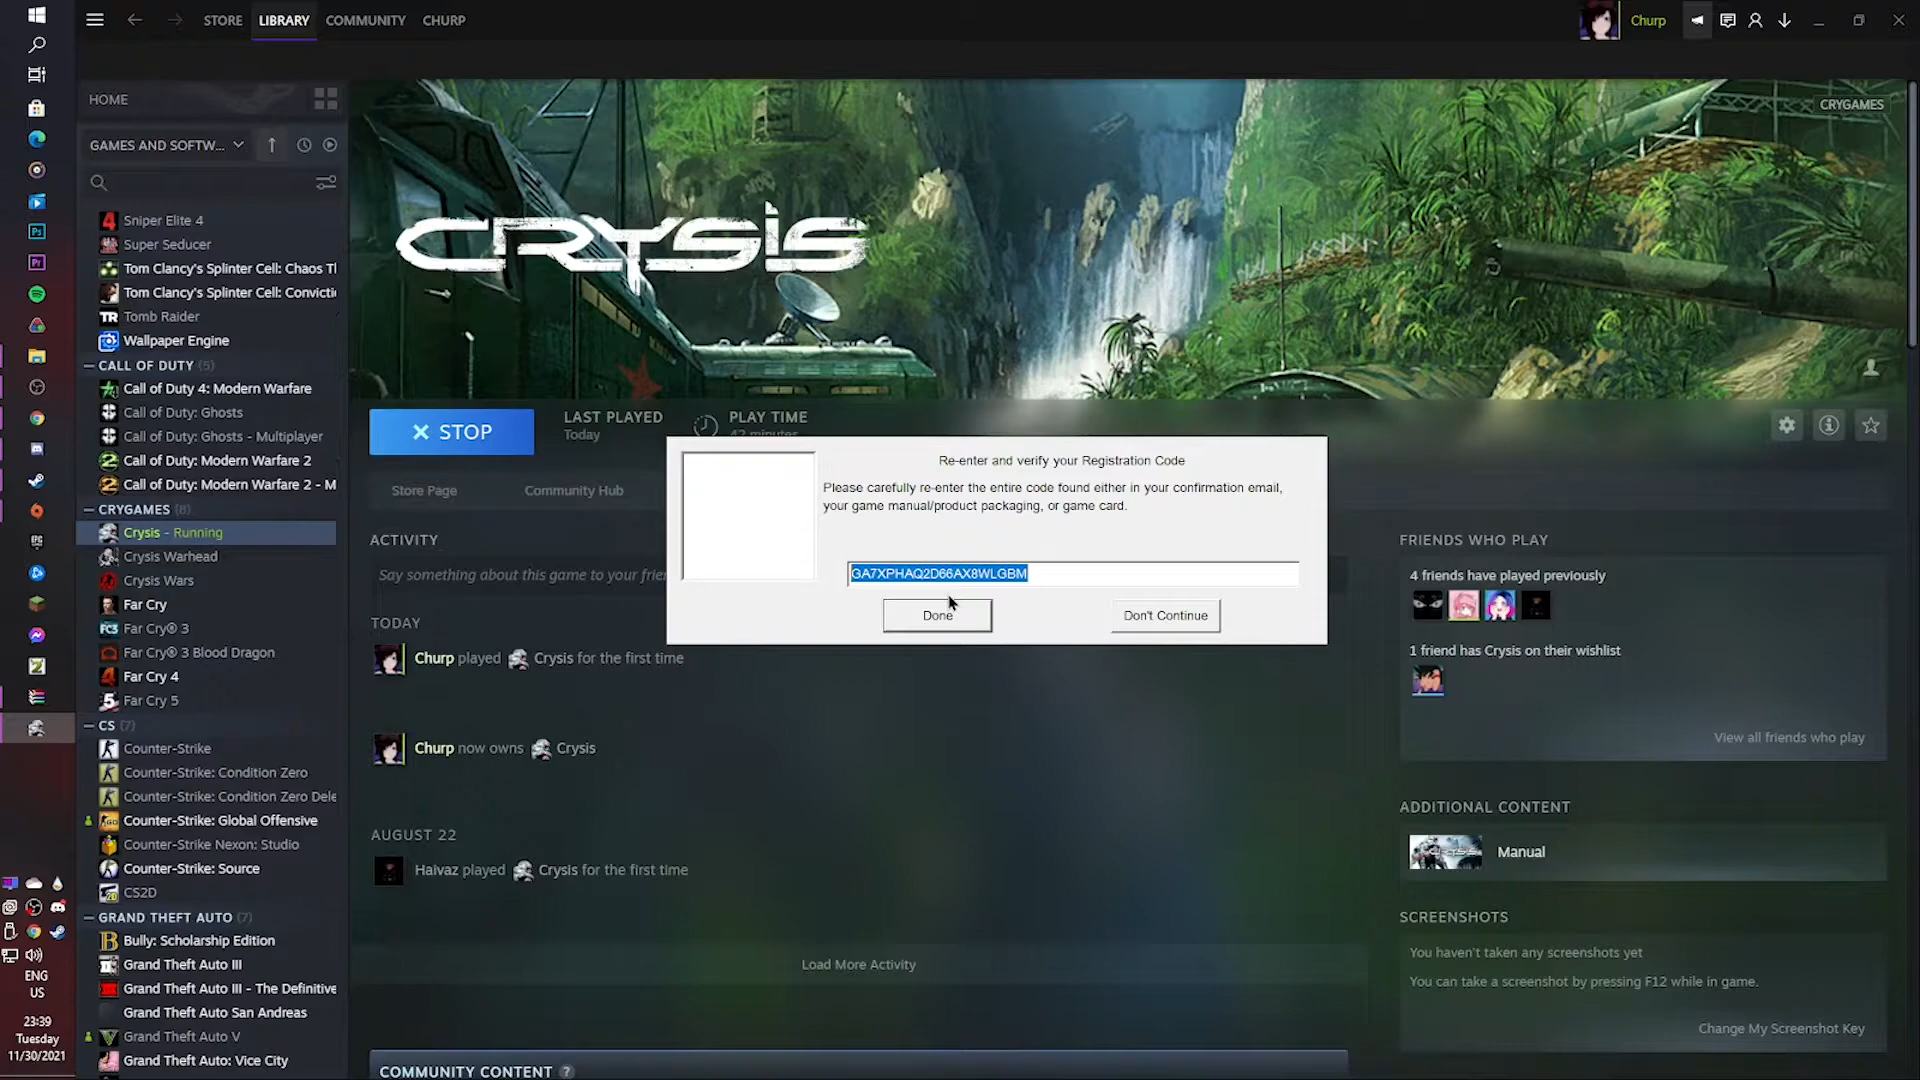 STORE
LIBRARY
COMMUNITY
CHURP
Churp
HOME
GAMES AND SOFTW...
Sniper Elite 4
Super Seducer
Tom Clancy's Splinter Cell: Chaos Tl
Tom Clancy's Splinter Cell: Convicti
Tomb Raider
Wallpaper Engine
— CALL OF DUTY (5)
Call of Duty 4: Modern Warfare
Call of Duty: Ghosts
Call of Duty: Ghosts - Multiplayer
Call of Duty: Modern Warfare 2
Call of Duty: Modern Warfare 2 - M
— CRYGAMES (8)
Crysis - Running
Crysis Warhead
Crysis Wars
Far Cry
Far Cry® 3
Far Cry® 3 Blood Dragon
Far Cry 4
Far Cry 5
— CS (7)
Counter-Strike
Counter-Strike: Condition Zero
Counter-Strike: Condition Zero Dele
Counter-Strike: Global Offensive
Counter-Strike Nexon: Studio
Counter-Strike: Source
CS2D
— GRAND THEFT AUTO (7)
Bully: Scholarship Edition
Grand Theft Auto III
Grand Theft Auto III - The Definitive
Grand Theft Auto San Andreas
Grand Theft Auto V
Grand Theft Auto: Vice City
ENG
US
23:39
Tuesday
11/30/2021
CRYGAMES
CRYSIS
STOP
LAST PLAYED
Today
PLAY TIME
42 minutes
Store Page
Community Hub
Re-enter and verify your Registration Code
Please carefully re-enter the entire code found either in your confirmation email,
your game manual/product packaging, or game card.
GA7XPHAQ2D66AX8WLGBM
Done
Don't Continue
ACTIVITY
Say something about this game to your frie
TODAY
Churp played Crysis for the first time
Churp now owns Crysis
AUGUST 22
Haivaz played Crysis for the first time
Load More Activity
COMMUNITY CONTENT ?
FRIENDS WHO PLAY
4 friends have played previously
1 friend has Crysis on their wishlist
View all friends who play
ADDITIONAL CONTENT
Manual
SCREENSHOTS
You haven't taken any screenshots yet
You can take a screenshot by pressing F12 while in game.
Change My Screenshot Key